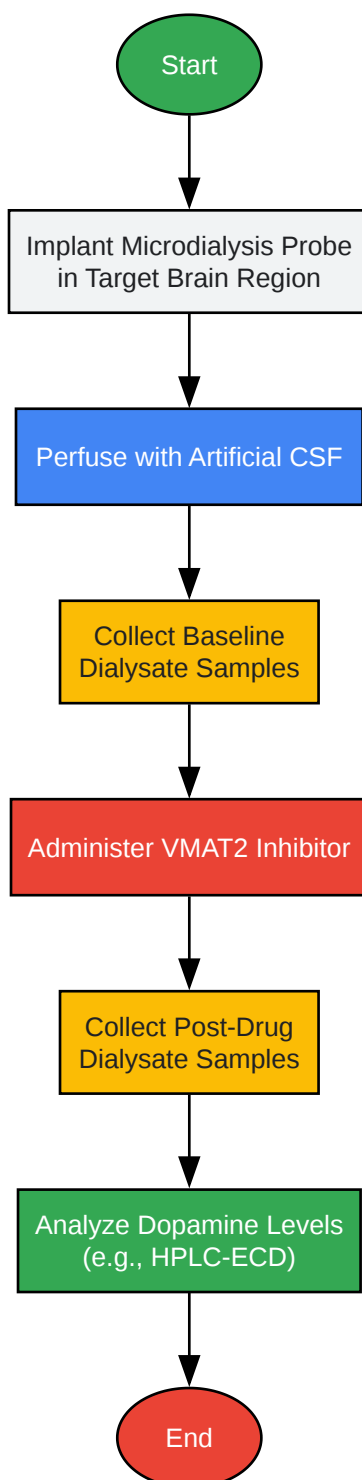 Start
Implant Microdialysis Probe
in Target Brain Region
Perfuse with Artificial CSF
Collect Baseline
Dialysate Samples
Administer VMAT2 Inhibitor
Collect Post-Drug
Dialysate Samples
Analyze Dopamine Levels
(e.g., HPLC-ECD)
End